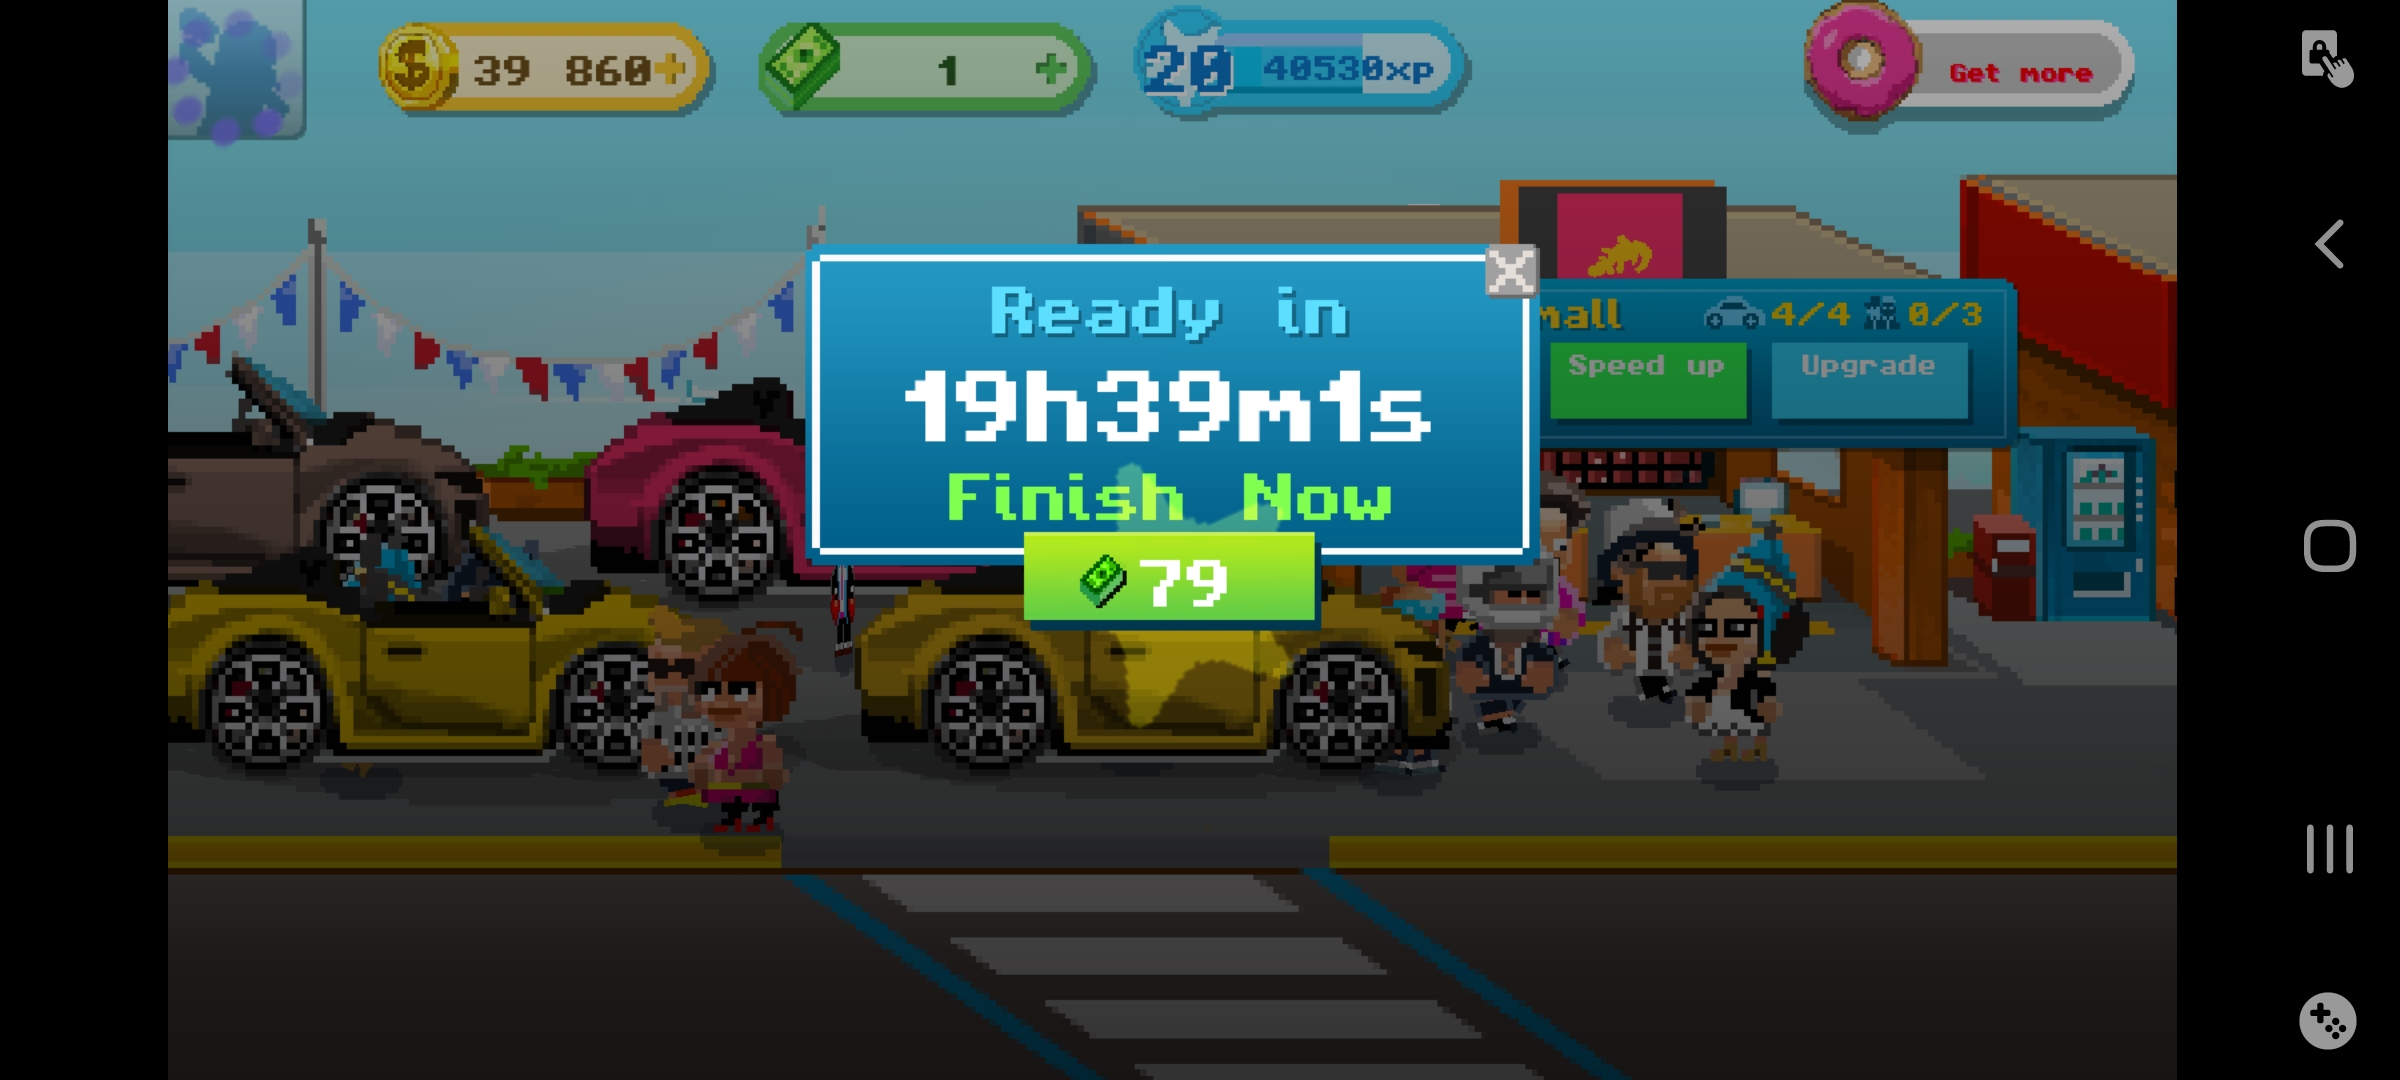 39 860+
1 +
20 40530xp
Get more
Ready in
19h39m1s
Finish Now
79
mall 4/4 0/3
Speed up
Upgrade